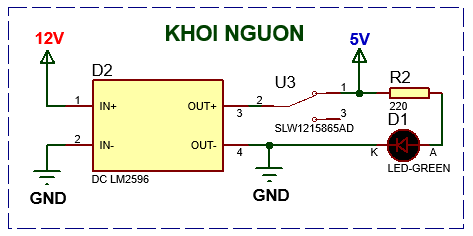 KHOI NGUON
12V
5V
D2
U3
R2
1
IN+
OUT+
3
2
1
3
220
SLW1215865AD
D1
2
IN-
OUT-
4
K
A
DC LM2596
LED-GREEN
GND
GND